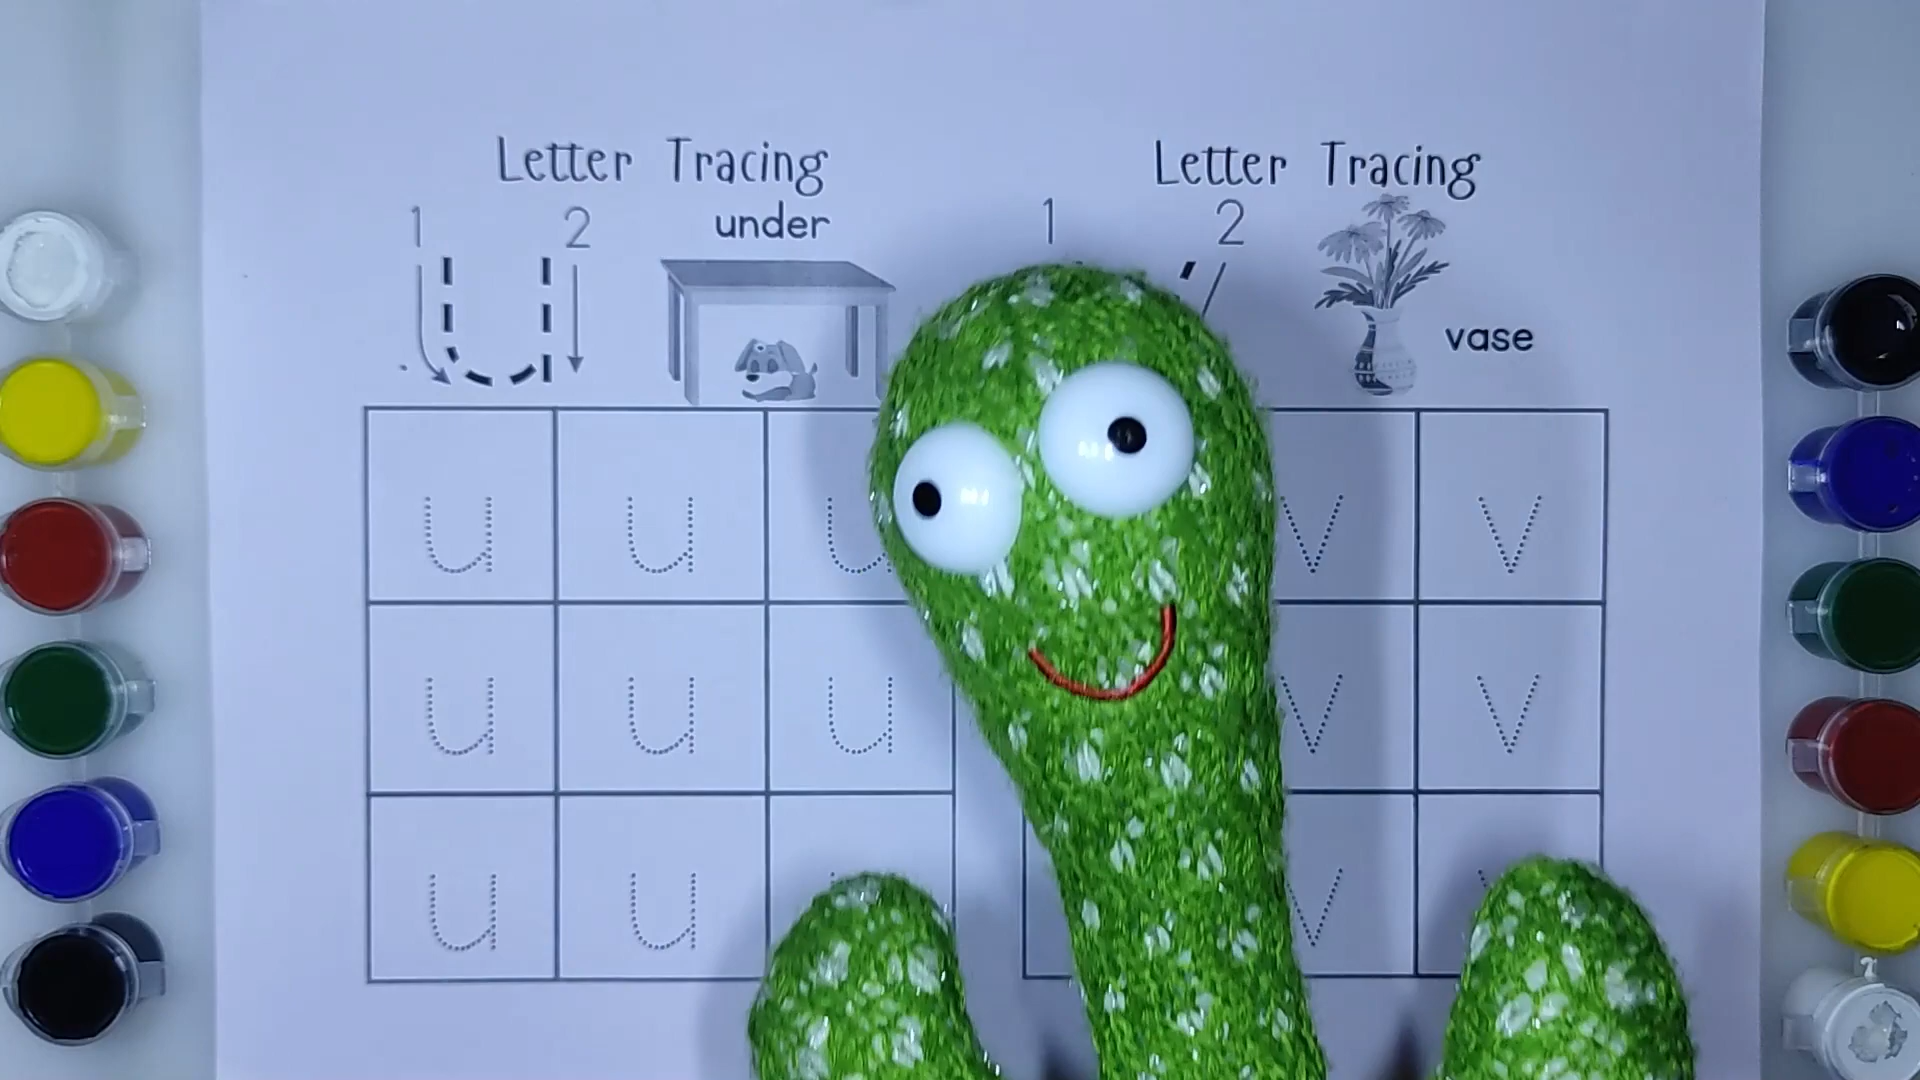 Letter Tracing
under
1 2
u
u u u
u u u
u u
Letter Tracing
1 2
vase
v v
v v
v